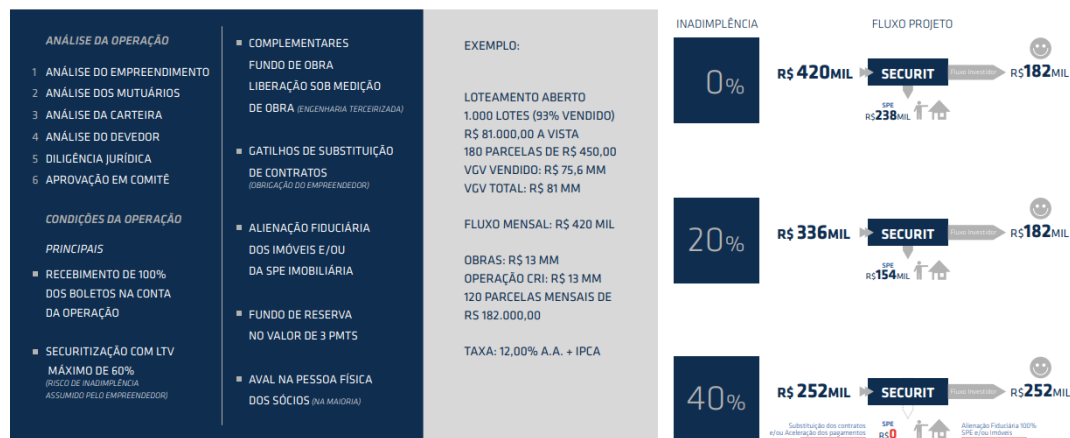 ANÁLISE DA OPERAÇÃO
1 ANÁLISE DO EMPREENDIMENTO
2 ANÁLISE DOS MUTUÁRIOS
3 ANÁLISE DA CARTEIRA
4 ANÁLISE DO DEVEDOR
5 DILIGÊNCIA JURÍDICA
6 APROVAÇÃO EM COMITÊ
CONDIÇÕES DA OPERAÇÃO
PRINCIPAIS
RECEBIMENTO DE 100%
DOS BOLETOS NA CONTA
DA OPERAÇÃO
SECURITIZAÇÃO COM LTV
MÁXIMO DE 60%
(RISCO DE INADIMPLÊNCIA
ASSUMIDO PELO EMPREENDEDOR)
COMPLEMENTARES
FUNDO DE OBRA
LIBERAÇÃO SOB MEDIÇÃO
DE OBRA (ENGENHARIA TERCEIRIZADA)
GATILHOS DE SUBSTITUIÇÃO
DE CONTRATOS
(OBRIGAÇÃO DO EMPREENDEDOR)
ALIENAÇÃO FIDUCIÁRIA
DOS IMÓVEIS E/OU
DA SPE IMOBILIÁRIA
FUNDO DE RESERVA
NO VALOR DE 3 PMTS
AVAL NA PESSOA FÍSICA
DOS SÓCIOS (NA MAIORIA)
EXEMPLO:
LOTEAMENTO ABERTO
1.000 LOTES (93% VENDIDO)
R$ 81.000,00 A VISTA
180 PARCELAS DE R$ 450,00
VGV VENDIDO: R$ 75,6 MM
VGV TOTAL: R$ 81 MM
FLUXO MENSAL: R$ 420 MIL
OBRAS: R$ 13 MM
OPERAÇÃO CRI: R$ 13 MM
120 PARCELAS MENSAIS DE
RS 182.000,00
TAXA: 12,00% A.A. + IPCA
INADIMPLÊNCIA FLUXO PROJETO
0% R$ 420MIL SECURIT Fluxo Investidor R$182MIL
SPE
R$238MIL
20% R$ 336MIL SECURIT Fluxo Investidor R$182MIL
SPE
R$154MIL
40% R$ 252MIL SECURIT Fluxo Investidor R$252MIL
Substituição dos contratos
e/ou Aceleração dos pagamentos
SPE
R$0
Alienação Fiduciária 100%
SPE e/ou imóveis